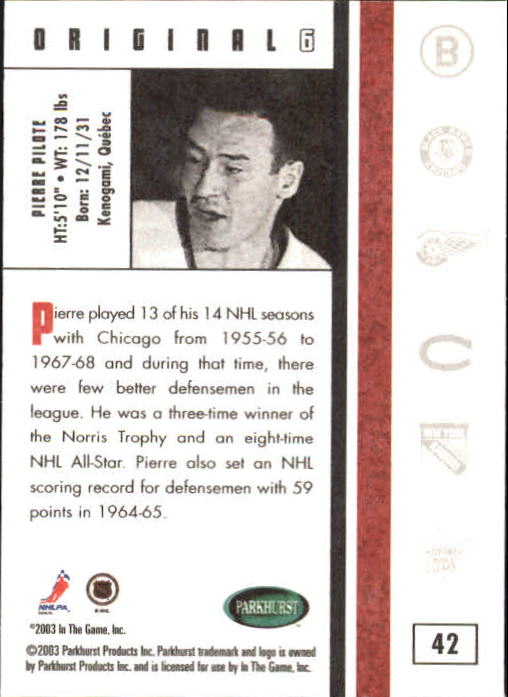 ORIGINAL 6
PIERRE PILOTE
HT:5'10" • WT: 178 lbs
Born: 12/11/31
Kenogami, Québec
Pierre played 13 of his 14 NHL seasons
with Chicago from 1955-56 to
1967-68 and during that time, there
were few better defensemen in the
league. He was a three-time winner of
the Norris Trophy and an eight-time
NHL All-Star. Pierre also set an NHL
scoring record for defensemen with 59
points in 1964-65.
NHLPA
PARKHURST
©2003 In The Game, Inc.
©2003 Parkhurst Products Inc. Parkhurst trademark and logo is owned
by Parkhurst Products Inc. and is licensed for use by In The Game, Inc.
B
C
42